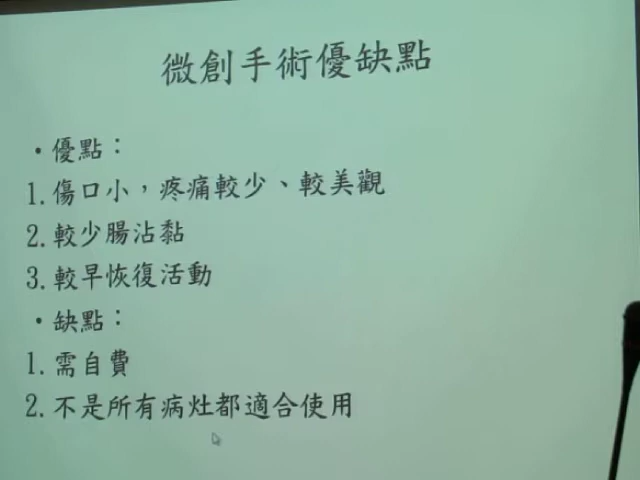 微創手術優缺點
・優點：
1.傷口小，疼痛較少、較美觀
2.較少腸沾黏
3.較早恢復活動
・缺點：
1.需自費
2.不是所有病灶都適合使用